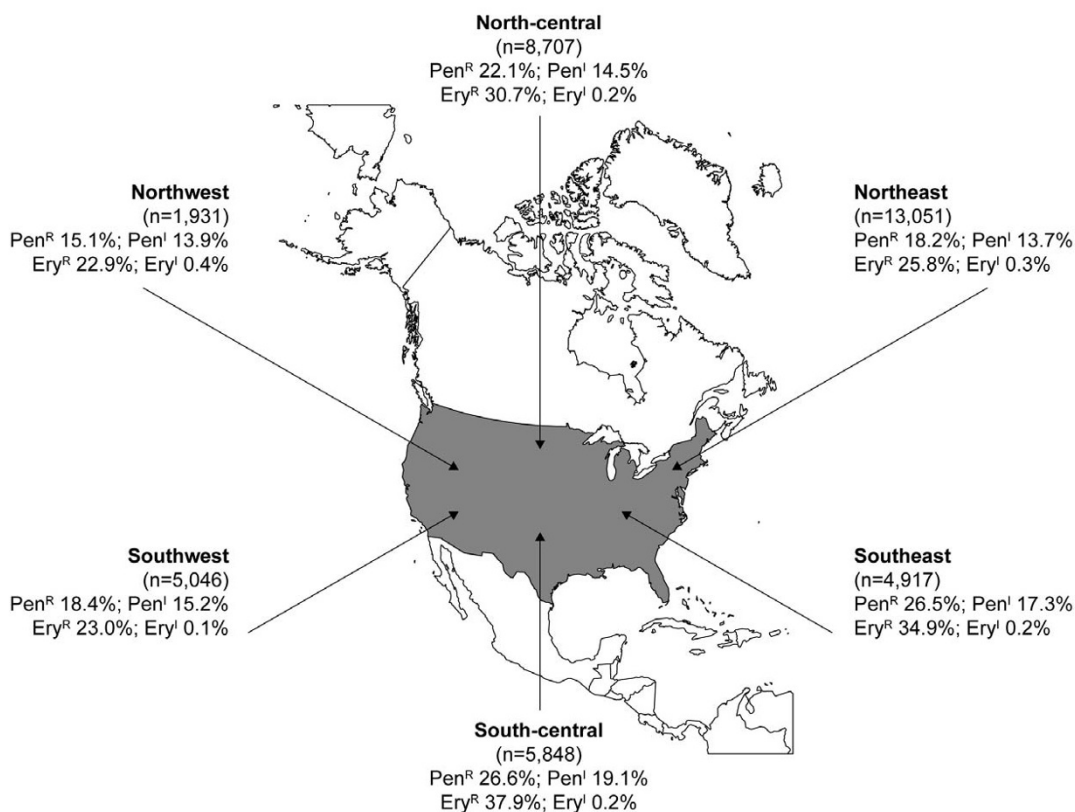 North-central
(n=8,707)
Penᴿ 22.1%; Penᴵ 14.5%
Eryᴿ 30.7%; Eryᴵ 0.2%
Northwest
(n=1,931)
Penᴿ 15.1%; Penᴵ 13.9%
Eryᴿ 22.9%; Eryᴵ 0.4%
Northeast
(n=13,051)
Penᴿ 18.2%; Penᴵ 13.7%
Eryᴿ 25.8%; Eryᴵ 0.3%
Southwest
(n=5,046)
Penᴿ 18.4%; Penᴵ 15.2%
Eryᴿ 23.0%; Eryᴵ 0.1%
Southeast
(n=4,917)
Penᴿ 26.5%; Penᴵ 17.3%
Eryᴿ 34.9%; Eryᴵ 0.2%
South-central
(n=5,848)
Penᴿ 26.6%; Penᴵ 19.1%
Eryᴿ 37.9%; Eryᴵ 0.2%